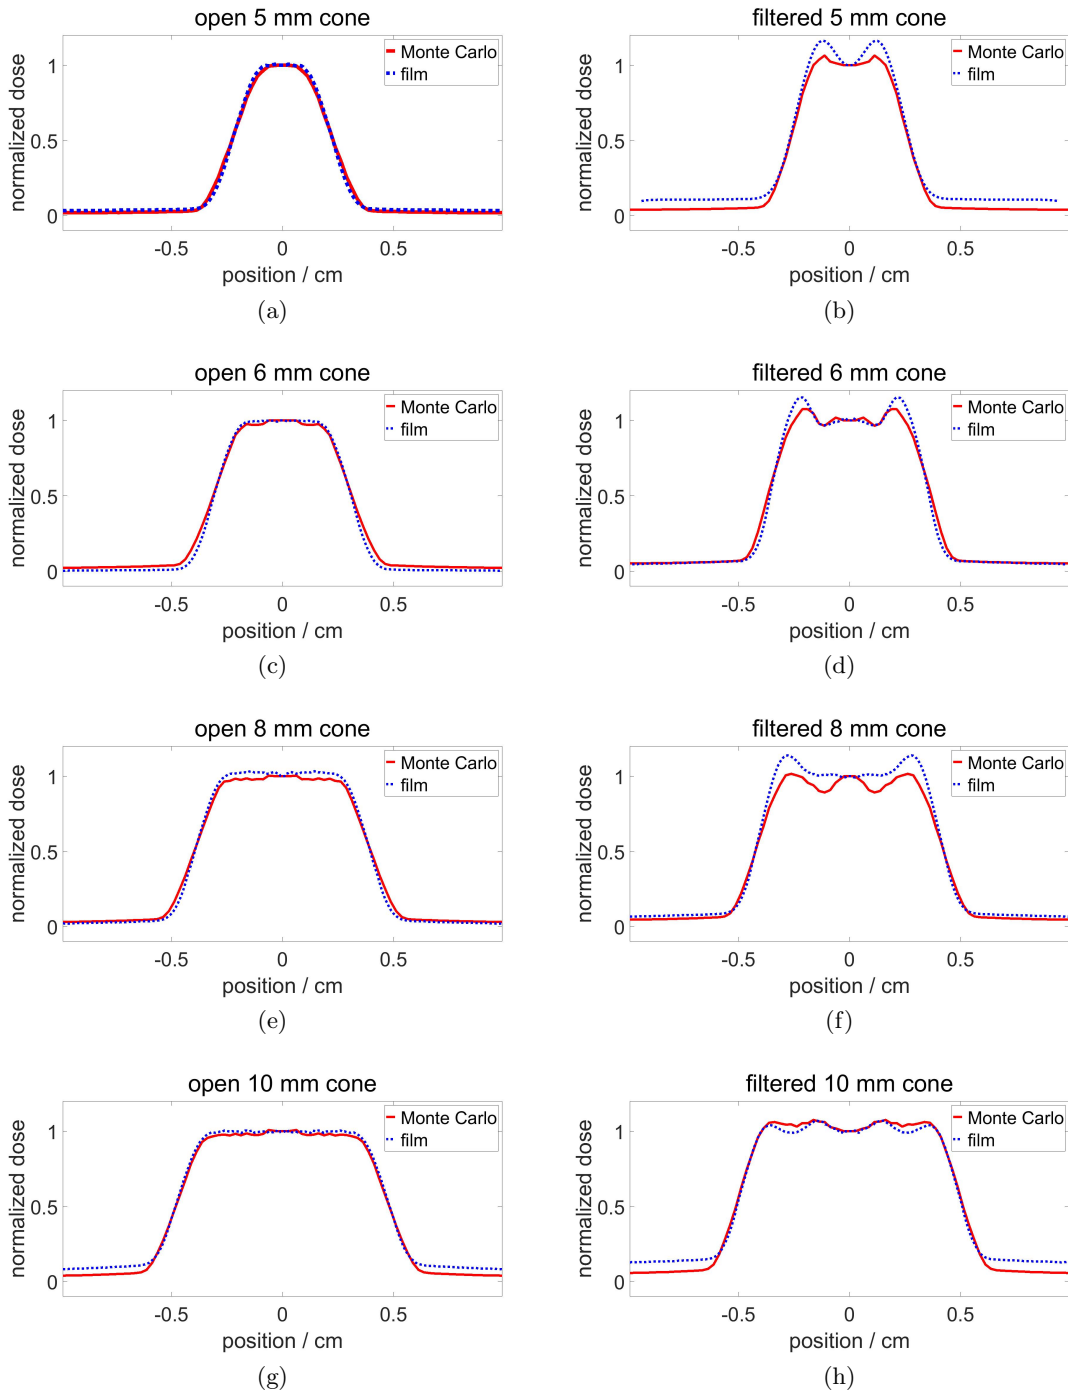 open 5 mm cone
normalized dose
1
0.5
0
Monte Carlo
film
-0.5
0
0.5
position / cm
(a)
filtered 5 mm cone
normalized dose
1
0.5
0
Monte Carlo
film
-0.5
0
0.5
position / cm
(b)
open 6 mm cone
normalized dose
1
0.5
0
Monte Carlo
film
-0.5
0
0.5
position / cm
(c)
filtered 6 mm cone
normalized dose
1
0.5
0
Monte Carlo
film
-0.5
0
0.5
position / cm
(d)
open 8 mm cone
normalized dose
1
0.5
0
Monte Carlo
film
-0.5
0
0.5
position / cm
(e)
filtered 8 mm cone
normalized dose
1
0.5
0
Monte Carlo
film
-0.5
0
0.5
position / cm
(f)
open 10 mm cone
normalized dose
1
0.5
0
Monte Carlo
film
-0.5
0
0.5
position / cm
(g)
filtered 10 mm cone
normalized dose
1
0.5
0
Monte Carlo
film
-0.5
0
0.5
position / cm
(h)